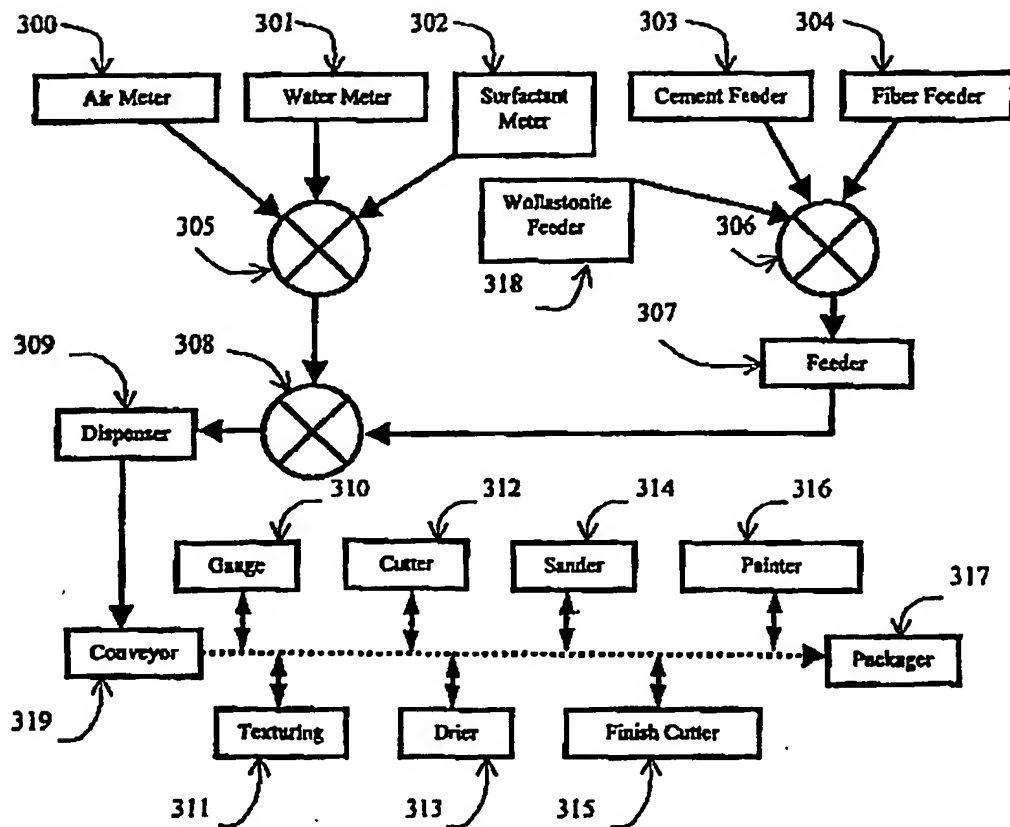 300
301
302
303
304
Air Meter
Water Meter
Surfactant
Meter
Cement Feeder
Fiber Feeder
Wollastonite
Feeder
305
306
318
307
309
308
Feeder
Dispenser
310
312
314
316
Gauge
Cutter
Sander
Painter
317
Conveyor
Packager
319
Texturing
Drier
Finish Cutter
311
313
315